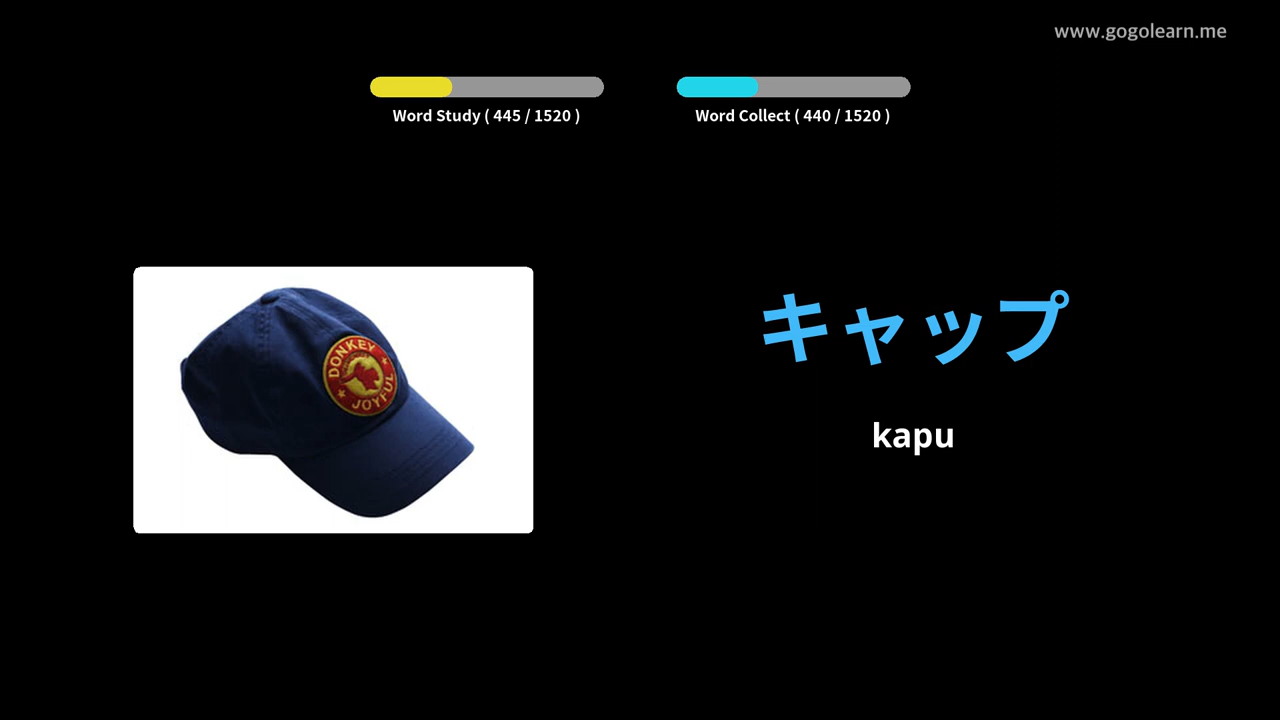 www.gogolearn.me
Word Study ( 445 / 1520 )
Word Collect ( 440 / 1520 )
DONKEY
JOYFUL
キャップ
kapu